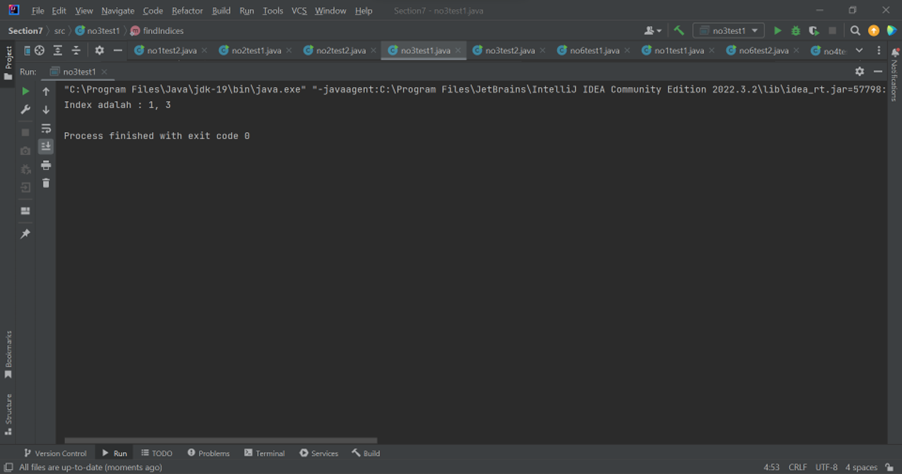 File Edit View Navigate Code Refactor Build Run Tools VCS Window Help Section7 - no3test1.java
Section7 src no3test1 findIndices no3test1
no1test2.java no2test1.java no2test2.java no3test1.java no3test2.java no6test1.java no1test1.java no6test2.java no4te
Project
Notifications
Run: no3test1
"C:\Program Files\Java\jdk-19\bin\java.exe" "-javaagent:C:\Program Files\JetBrains\IntelliJ IDEA Community Edition 2022.3.2\lib\idea_rt.jar=57798:
Index adalah : 1, 3
Process finished with exit code 0
Bookmarks
Structure
Version Control Run TODO Problems Terminal Services Build
All files are up-to-date (moments ago) 4:53 CRLF UTF-8 4 spaces